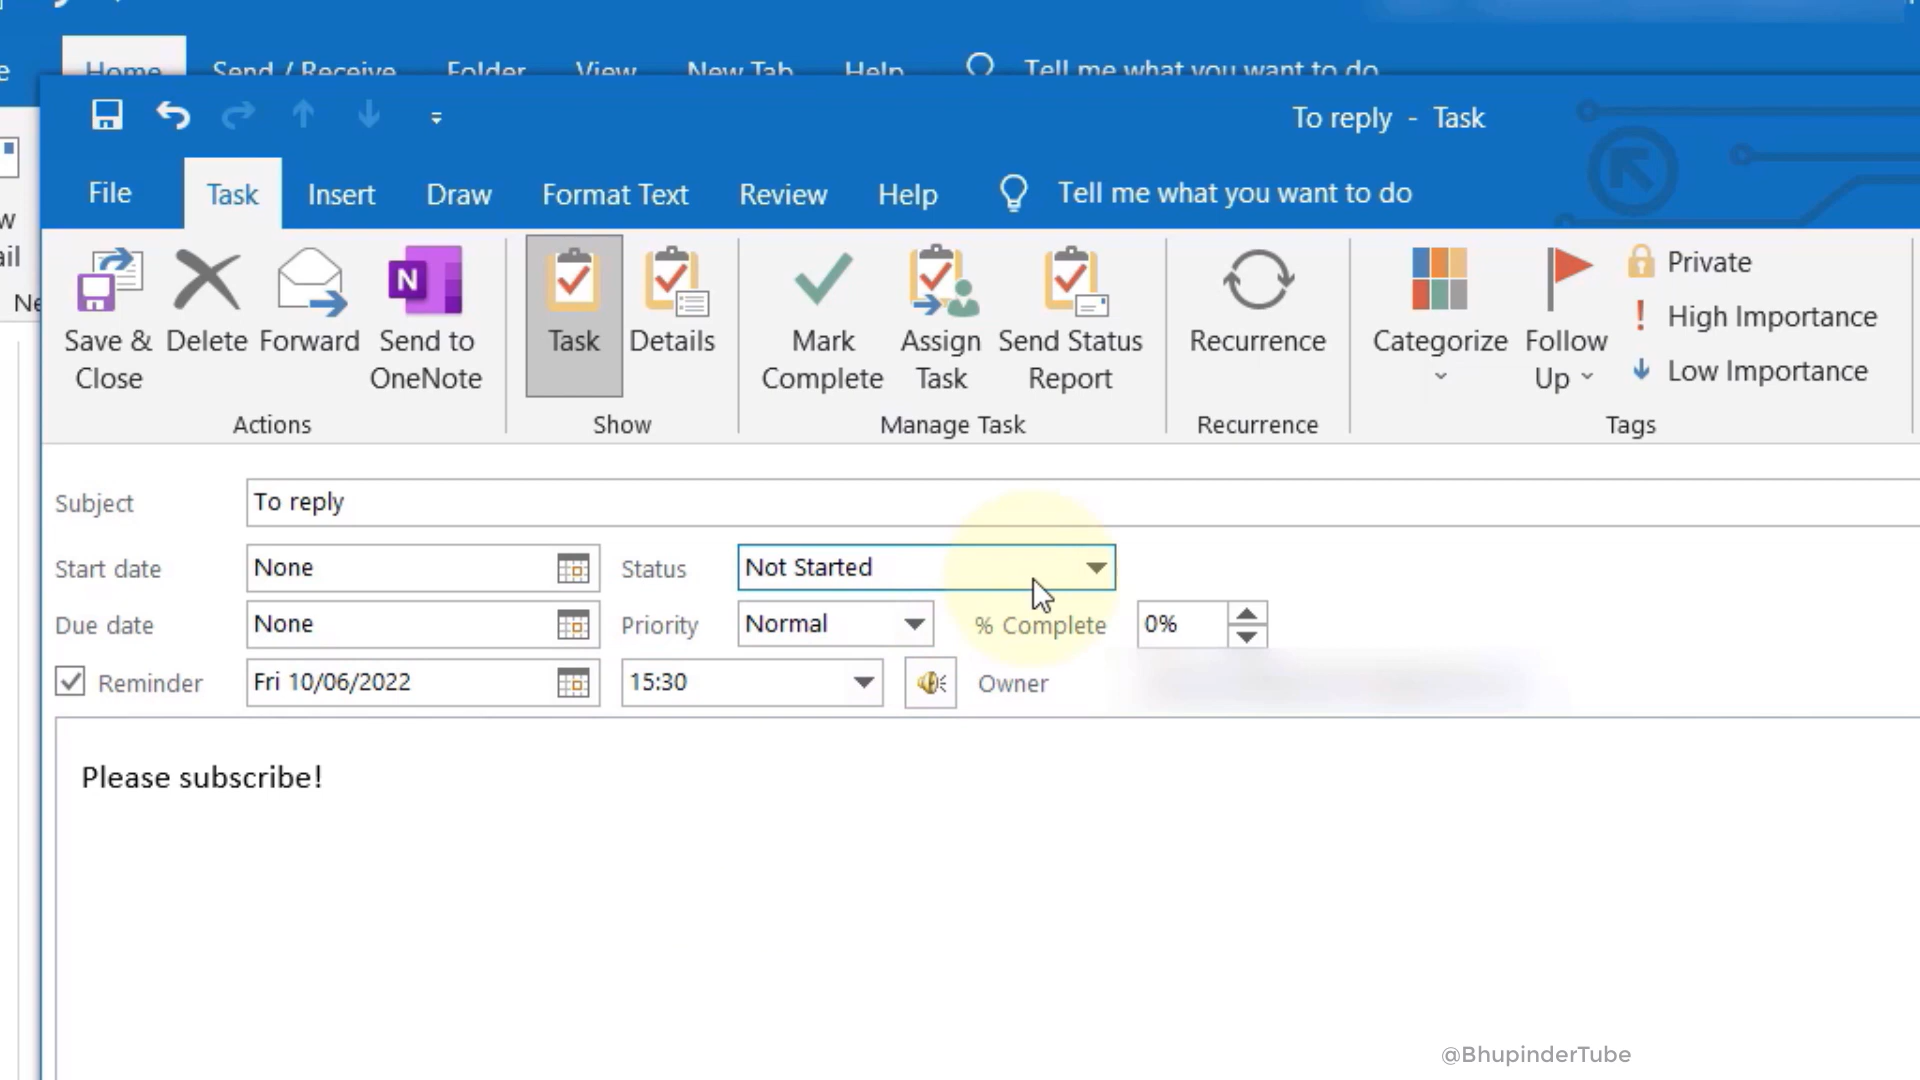 Home Send / Receive Folder View New Tab Help Tell me what you want to do
To reply - Task
File Task Insert Draw Format Text Review Help Tell me what you want to do
Save & Close Delete Forward Send to OneNote Task Details Mark Complete Assign Task Send Status Report Recurrence Categorize Follow Up Private
High Importance
Low Importance
Actions Show Manage Task Recurrence Tags
Subject To reply
Start date None Status Not Started
Due date None Priority Normal % Complete 0%
Reminder Fri 10/06/2022 15:30 Owner
Please subscribe!
@BhupinderTube